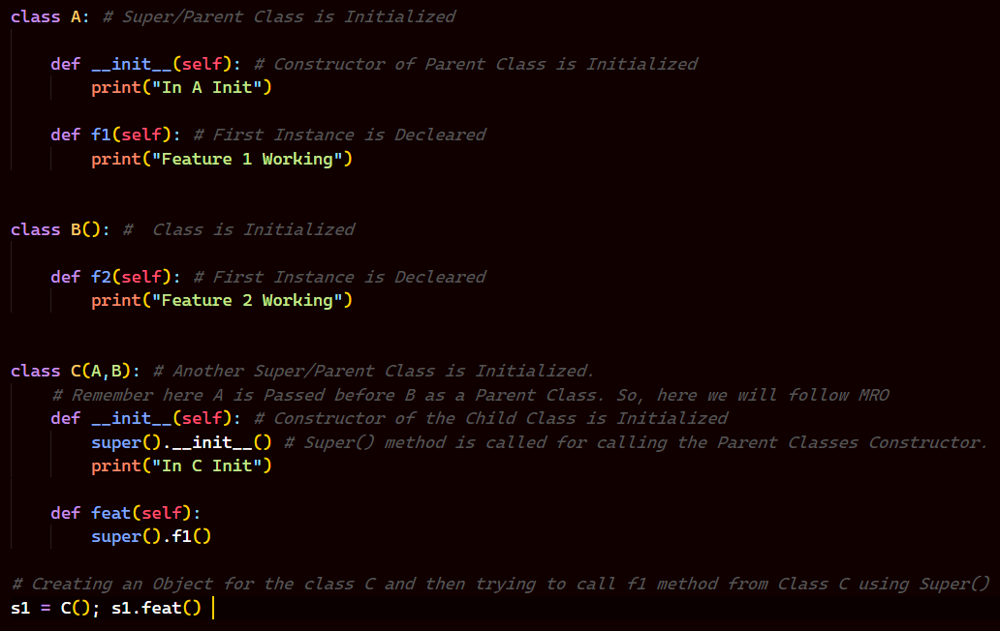 class A: # Super/Parent Class is Initialized
def __init__(self): # Constructor of Parent Class is Initialized
print("In A Init")
def f1(self): # First Instance is Decleared
print("Feature 1 Working")
class B(): #  Class is Initialized
def f2(self): # First Instance is Decleared
print("Feature 2 Working")
class C(A,B): # Another Super/Parent Class is Initialized.
# Remember here A is Passed before B as a Parent Class. So, here we will follow MRO
def __init__(self): # Constructor of the Child Class is Initialized
super().__init__() # Super() method is called for calling the Parent Classes Constructor.
print("In C Init")
def feat(self):
super().f1()
# Creating an Object for the class C and then trying to call f1 method from Class C using Super()
s1 = C(); s1.feat()